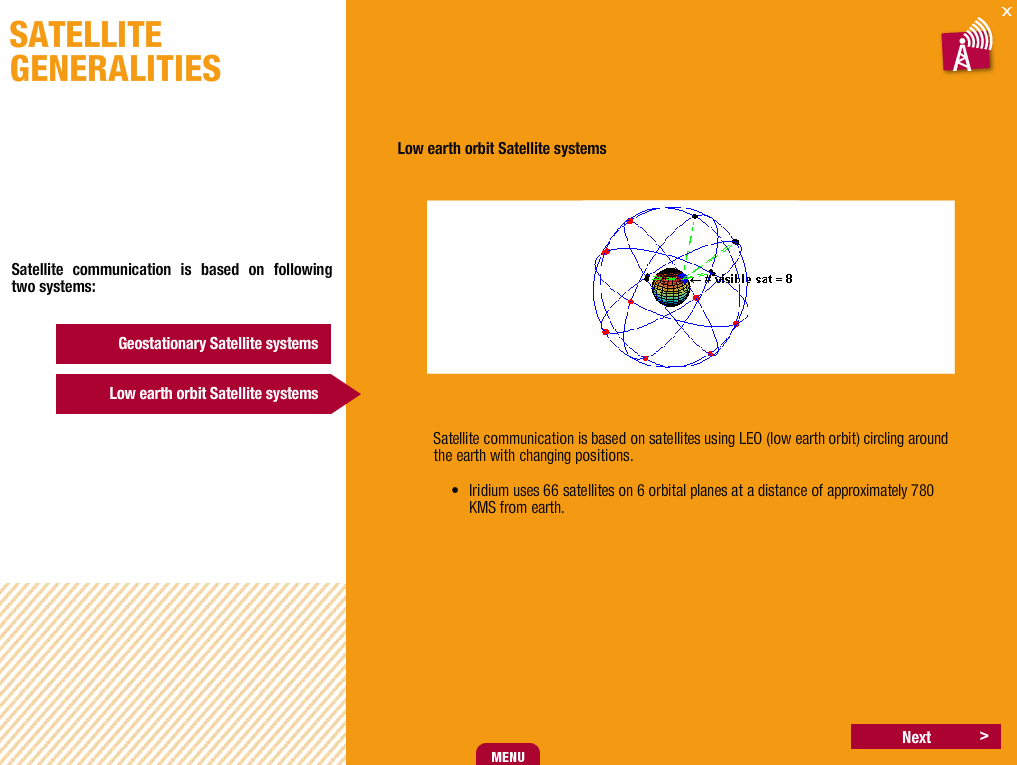 SATELLITE
GENERALITIES
X
Low earth orbit Satellite systems
Satellite communication is based on following
two systems:
Geostationary Satellite systems
Low earth orbit Satellite systems
← # visible sat = 8
Satellite communication is based on satellites using LEO (low earth orbit) circling around
the earth with changing positions.
• Iridium uses 66 satellites on 6 orbital planes at a distance of approximately 780
KMS from earth.
Next >
MENU